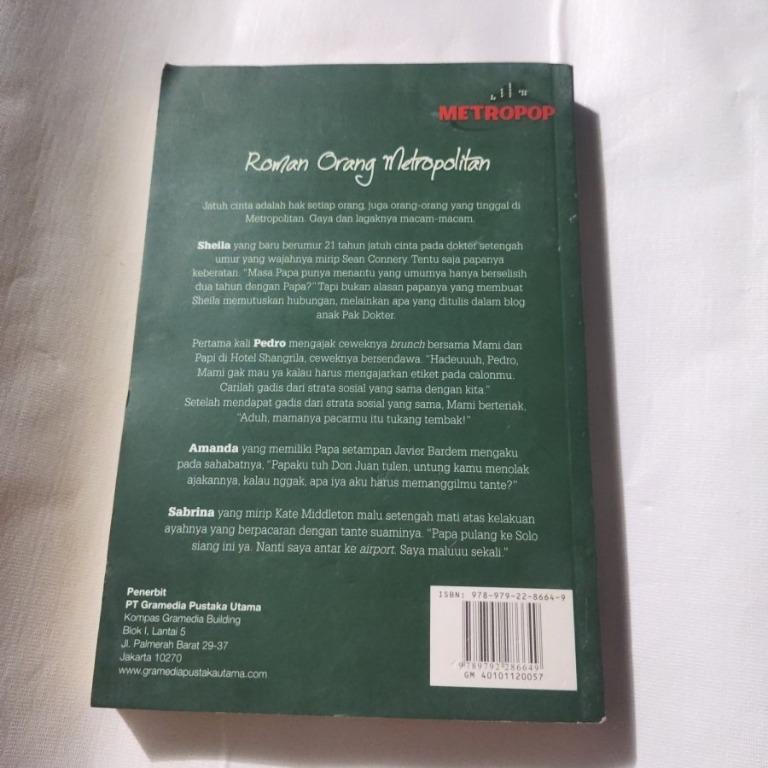 METROPOP
Roman Orang Metropolitan
Jatuh cinta adalah hak setiap orang, juga orang-orang yang tinggal di
Metropolitan. Gaya dan lagaknya macam-macam.
Sheila yang baru berumur 21 tahun jatuh cinta pada dokter setengah
umur yang wajahnya mirip Sean Connery. Tentu saja papanya
keberatan. "Masa Papa punya menantu yang umurnya hanya berselisih
dua tahun dengan Papa?" Tapi bukan alasan papanya yang membuat
Sheila memutuskan hubungan, melainkan apa yang ditulis dalam blog
anak Pak Dokter.
Pertama kali Pedro mengajak ceweknya brunch bersama Mami dan
Papi di Hotel Shangrila, ceweknya bersendawa. "Hadeuuuh, Pedro,
Mami gak mau ya kalau harus mengajarkan etiket pada calonmu.
Carilah gadis dari strata sosial yang sama dengan kita."
Setelah mendapat gadis dari strata sosial yang sama, Mami berteriak,
"Aduh, mamanya pacarmu itu tukang tembak!"
Amanda yang memiliki Papa setampan Javier Bardem mengaku
pada sahabatnya, "Papaku tuh Don Juan tulen, untung kamu menolak
ajakannya, kalau nggak, apa iya aku harus memanggilmu tante?"
Sabrina yang mirip Kate Middleton malu setengah mati atas kelakuan
ayahnya yang berpacaran dengan tante suaminya. "Papa pulang ke Solo
siang ini ya. Nanti saya antar ke airport. Saya maluuu sekali."
Penerbit
PT Gramedia Pustaka Utama
Kompas Gramedia Building
Blok I, Lantai 5
Jl. Palmerah Barat 29-37
Jakarta 10270
www.gramediapustakautama.com
ISBN: 978-979-22-8664-9
9789792286649
GM 40101120057